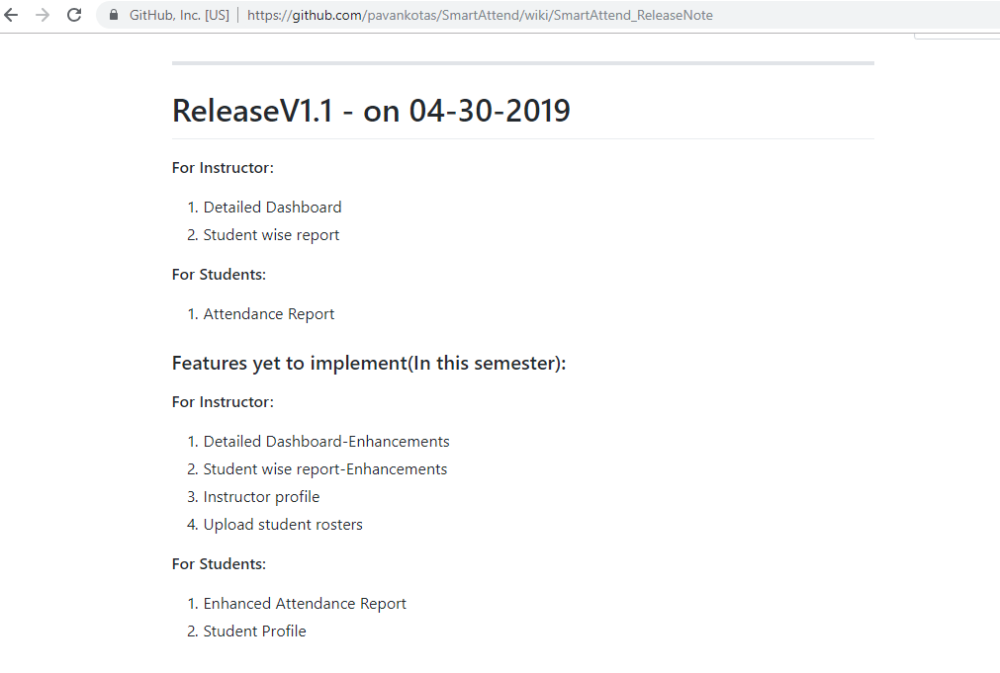 GitHub, Inc. [US] | https://github.com/pavankotas/SmartAttend/wiki/SmartAttend_ReleaseNote
ReleaseV1.1 - on 04-30-2019
For Instructor:
1. Detailed Dashboard
2. Student wise report
For Students:
1. Attendance Report
Features yet to implement(In this semester):
For Instructor:
1. Detailed Dashboard-Enhancements
2. Student wise report-Enhancements
3. Instructor profile
4. Upload student rosters
For Students:
1. Enhanced Attendance Report
2. Student Profile